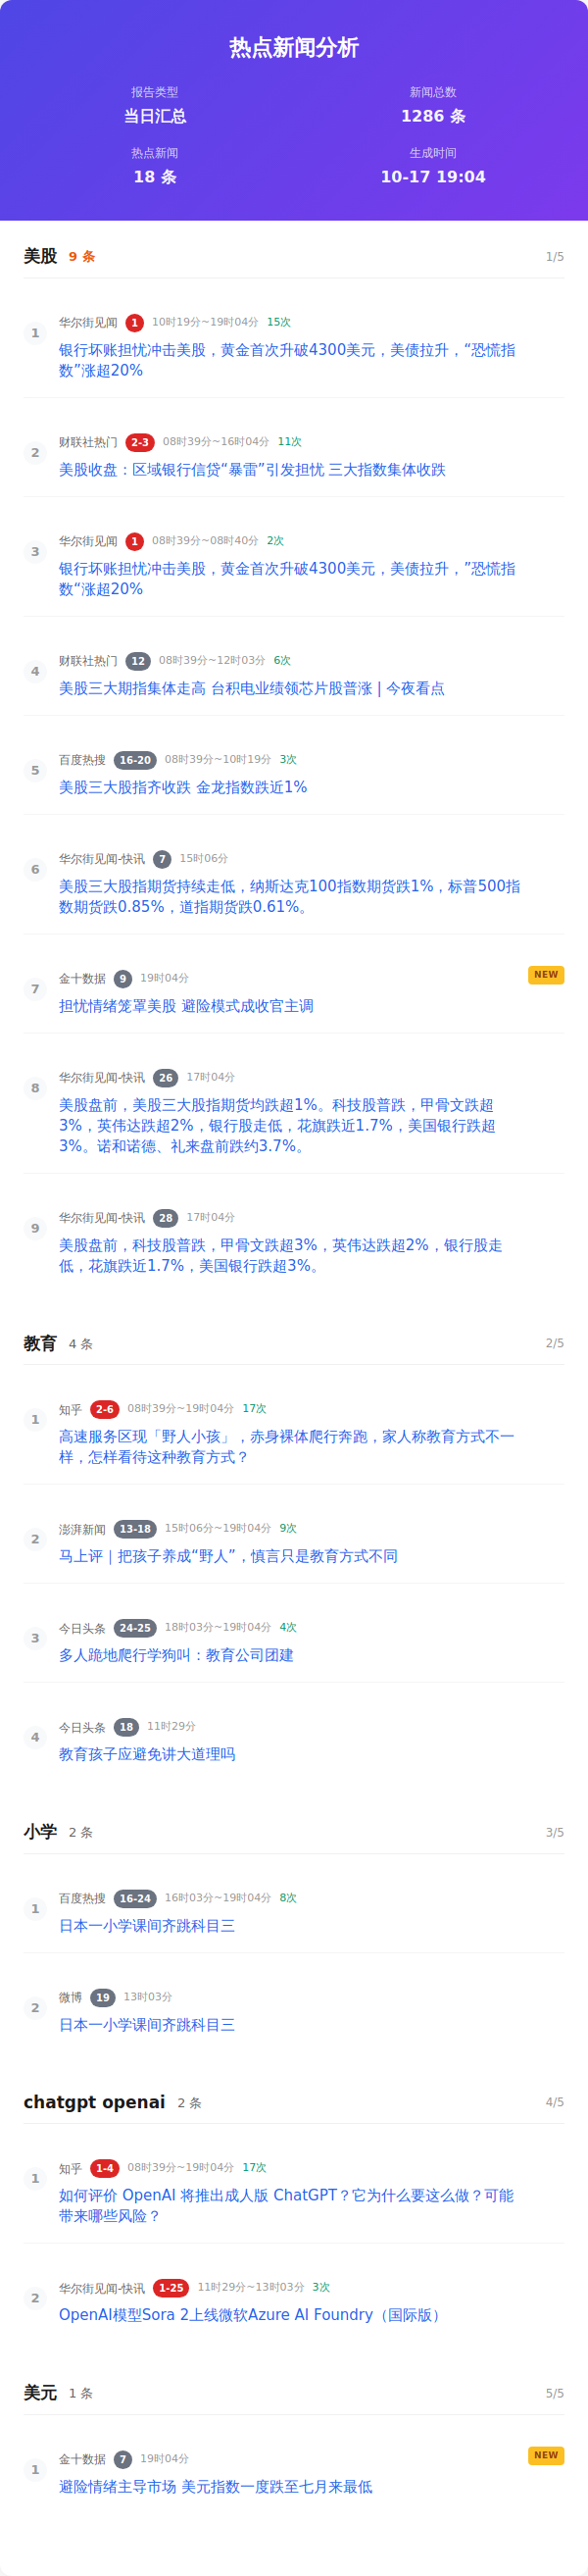 热点新闻分析
报告类型
当日汇总
新闻总数
1286 条
热点新闻
18 条
生成时间
10-17 19:04
美股 9 条 1/5
1
华尔街见闻 1 10时19分~19时04分 15次
银行坏账担忧冲击美股，黄金首次升破4300美元，美债拉升，“恐慌指
数”涨超20%
2
财联社热门 2-3 08时39分~16时04分 11次
美股收盘：区域银行信贷“暴雷”引发担忧 三大指数集体收跌
3
华尔街见闻 1 08时39分~08时40分 2次
银行坏账担忧冲击美股，黄金首次升破4300美元，美债拉升，”恐慌指
数“涨超20%
4
财联社热门 12 08时39分~12时03分 6次
美股三大期指集体走高 台积电业绩领芯片股普涨 | 今夜看点
5
百度热搜 16-20 08时39分~10时19分 3次
美股三大股指齐收跌 金龙指数跌近1%
6
华尔街见闻-快讯 7 15时06分
美股三大股指期货持续走低，纳斯达克100指数期货跌1%，标普500指
数期货跌0.85%，道指期货跌0.61%。
7
金十数据 9 19时04分 NEW
担忧情绪笼罩美股 避险模式成收官主调
8
华尔街见闻-快讯 26 17时04分
美股盘前，美股三大股指期货均跌超1%。科技股普跌，甲骨文跌超
3%，英伟达跌超2%，银行股走低，花旗跌近1.7%，美国银行跌超
3%。诺和诺德、礼来盘前跌约3.7%。
9
华尔街见闻-快讯 28 17时04分
美股盘前，科技股普跌，甲骨文跌超3%，英伟达跌超2%，银行股走
低，花旗跌近1.7%，美国银行跌超3%。
教育 4 条 2/5
1
知乎 2-6 08时39分~19时04分 17次
高速服务区现「野人小孩」，赤身裸体爬行奔跑，家人称教育方式不一
样，怎样看待这种教育方式？
2
澎湃新闻 13-18 15时06分~19时04分 9次
马上评｜把孩子养成“野人”，慎言只是教育方式不同
3
今日头条 24-25 18时03分~19时04分 4次
多人跪地爬行学狗叫：教育公司团建
4
今日头条 18 11时29分
教育孩子应避免讲大道理吗
小学 2 条 3/5
1
百度热搜 16-24 16时03分~19时04分 8次
日本一小学课间齐跳科目三
2
微博 19 13时03分
日本一小学课间齐跳科目三
chatgpt openai 2 条 4/5
1
知乎 1-4 08时39分~19时04分 17次
如何评价 OpenAI 将推出成人版 ChatGPT？它为什么要这么做？可能
带来哪些风险？
2
华尔街见闻-快讯 1-25 11时29分~13时03分 3次
OpenAI模型Sora 2上线微软Azure AI Foundry（国际版）
美元 1 条 5/5
1
金十数据 7 19时04分 NEW
避险情绪主导市场 美元指数一度跌至七月来最低